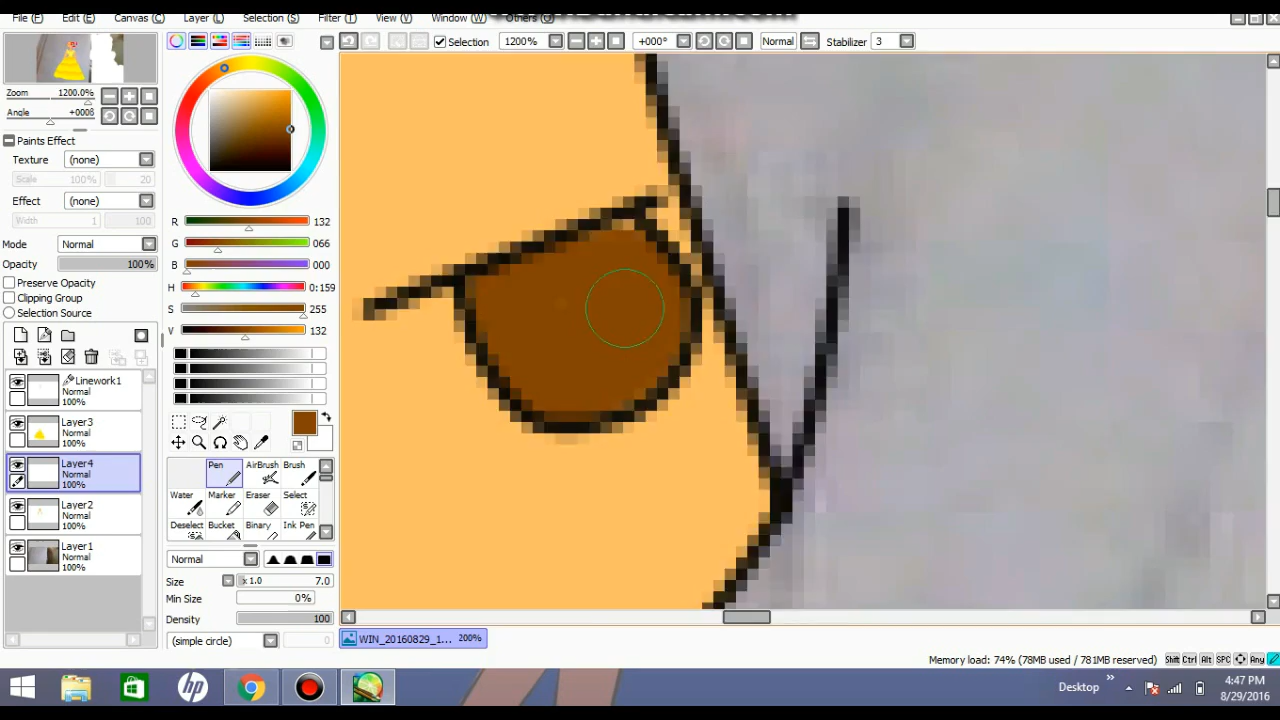 File (F) Edit (E) Canvas (C) Layer (L) Selection (S) Filter (T) View (V) Window (W) Others (O)
Selection 1200% +000° Normal Stabilizer 3
Zoom 1200.0%
Angle +000θ
Paints Effect
Texture (none)
Scale 100% 20
Effect (none)
Width 1 100
Mode Normal
Opacity 100%
Preserve Opacity
Clipping Group
Selection Source
Linework1
Normal
100%
Layer3
Normal
100%
Layer4
Normal
100%
Layer2
Normal
100%
Layer1
Normal
100%
R 132
G 066
B 000
H 0:159
S 255
V 132
Pen AirBrush Brush
Water Marker Eraser Select
Deselect Bucket Binary Ink Pen
Normal
Size x 1.0 7.0
Min Size 0%
Density 100
(simple circle) 0
WIN_20160829_1... 200%
Memory load: 74% (78MB used / 781MB reserved) Shift Ctrl Alt SPC Any
hp
Desktop
4:47 PM
8/29/2016